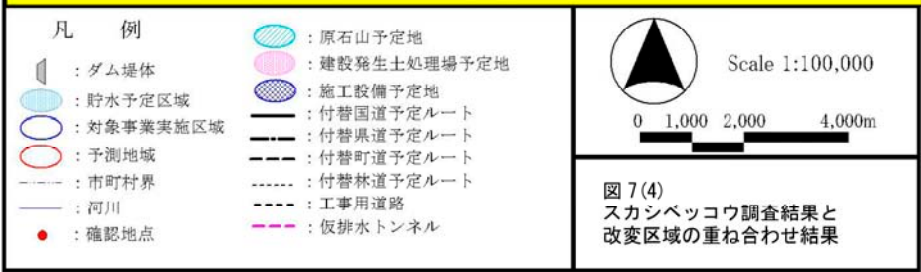 凡 例
：ダム堤体
：貯水予定区域
：対象事業実施区域
：予測地域
：市町村界
：河川
：確認地点
：原石山予定地
：建設発生土処理場予定地
：施工設備予定地
：付替国道予定ルート
：付替県道予定ルート
：付替町道予定ルート
：付替林道予定ルート
：工事用道路
：仮排水トンネル
Scale 1:100,000
0 1,000 2,000 4,000m
図 7(4)
スカシベッコウ調査結果と
改変区域の重ね合わせ結果